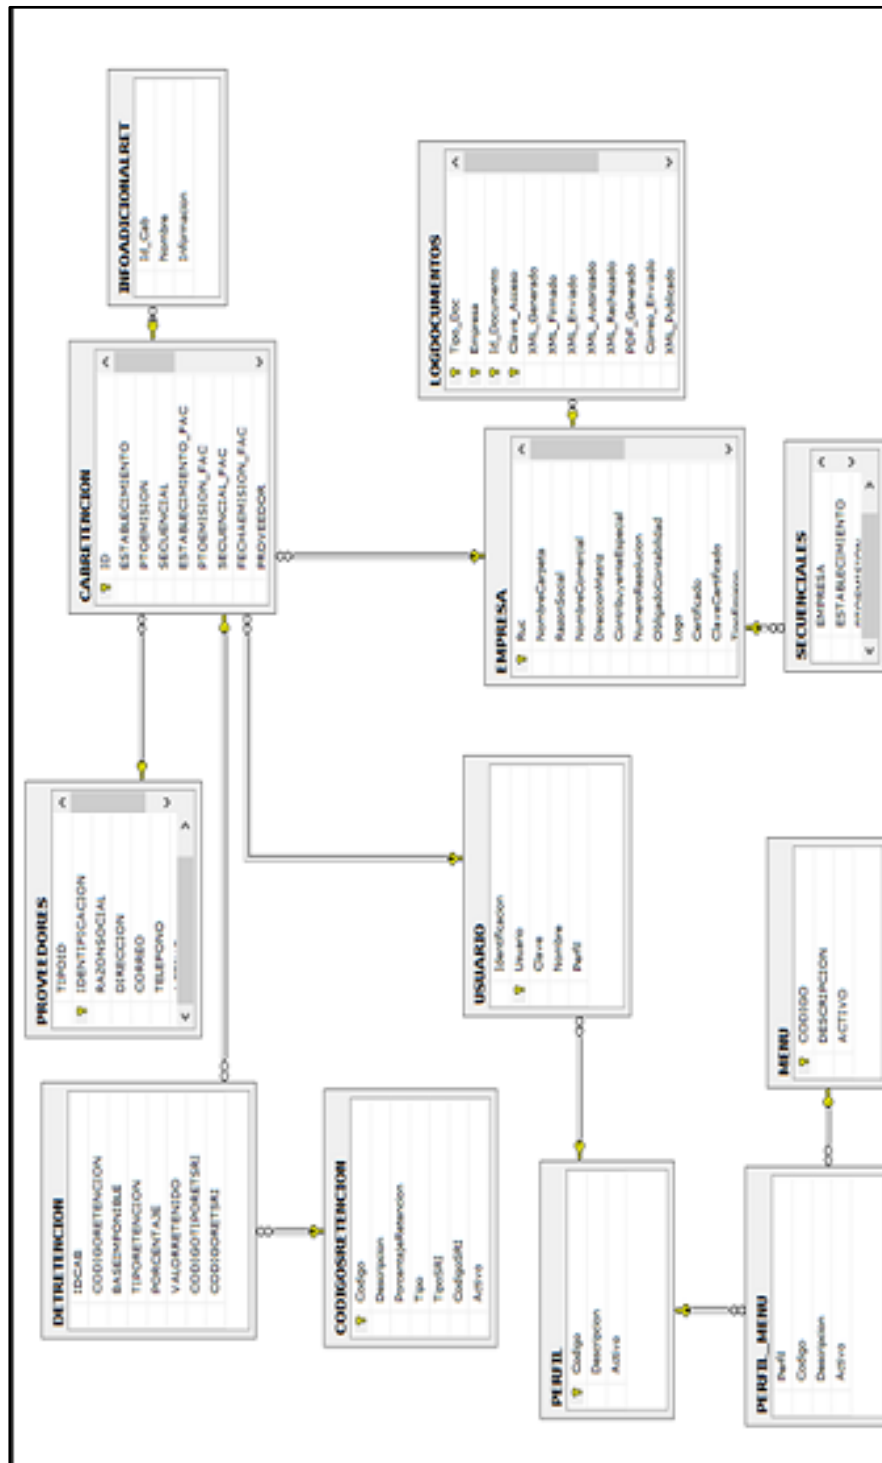 DETRETENCION
IDCAB
CODIGORETENCION
BASEIMPONIBLE
TIPORETENCION
PORCENTAJE
VALORRETENIDO
CODIGOTIPORETSRI
CODIGORETSRI
PROVEEDORES
TIPOID
IDENTIFICACION
RAZONSOCIAL
DIRECCION
CORREO
TELEFONO
CABRETENCION
ID
ESTABLECIMIENTO
PTOEMISION
SECUENCIAL
ESTABLECIMIENTO_FAC
PTOEMISION_FAC
SECUENCIAL_FAC
FECHAEMISION_FAC
PROVEEDOR
INFOADICIONALRET
Id_Cab
Nombre
Informacion
CODIGOSRETENCION
Codigo
Descripcion
PorcentajeRetencion
Tipo
TipoSRI
CodigoSRI
Activo
USUARIO
Identificacion
Usuario
Clave
Nombre
Perfil
EMPRESA
Ruc
NombreCarpeta
RazonSocial
NombreComercial
DireccionMatriz
ContribuyenteEspecial
NumeroResolucion
ObligadoContabilidad
Logo
Certificado
ClaveCertificado
TipoEmision
LOGDOCUMENTOS
Tipo_Doc
Empresa
Id_Documento
Clave_Acceso
XML_Generado
XML_Firmado
XML_Enviado
XML_Autorizado
XML_Rechazado
PDF_Generado
Correo_Enviado
XML_Publicado
PERFIL
Codigo
Descripcion
Activo
PERFIL_MENU
Perfil
Codigo
Descripcion
Activo
MENU
CODIGO
DESCRIPCION
ACTIVO
SECUENCIALES
EMPRESA
ESTABLECIMIENTO
PTOEMISION